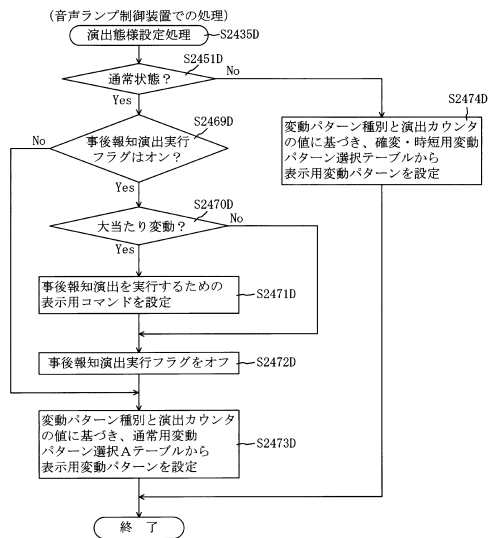 (音声ランプ制御装置での処理)
演出態様設定処理
S2435D
S2451D
通常状態?
No
Yes
S2474D
変動パターン種別と演出カウンタ
の値に基づき、確変・時短用変動
パターン選択テーブルから
表示用変動パターンを設定
S2469D
No
事後報知演出実行
フラグはオン?
Yes
S2470D
大当たり変動?
No
Yes
事後報知演出を実行するための
表示用コマンドを設定
S2471D
事後報知演出実行フラグをオフ
S2472D
変動パターン種別と演出カウンタ
の値に基づき、通常用変動
パターン選択Aテーブルから
表示用変動パターンを設定
S2473D
終 了